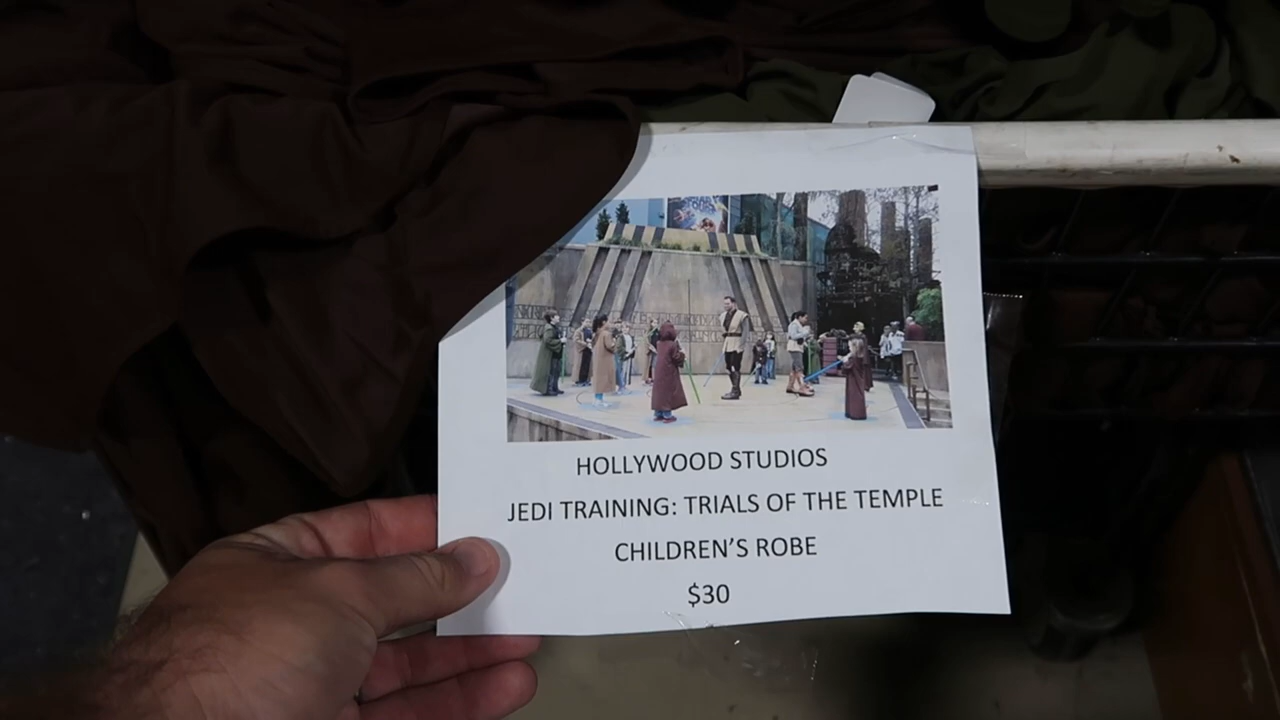 HOLLYWOOD STUDIOS
JEDI TRAINING: TRIALS OF THE TEMPLE
CHILDREN'S ROBE
$30